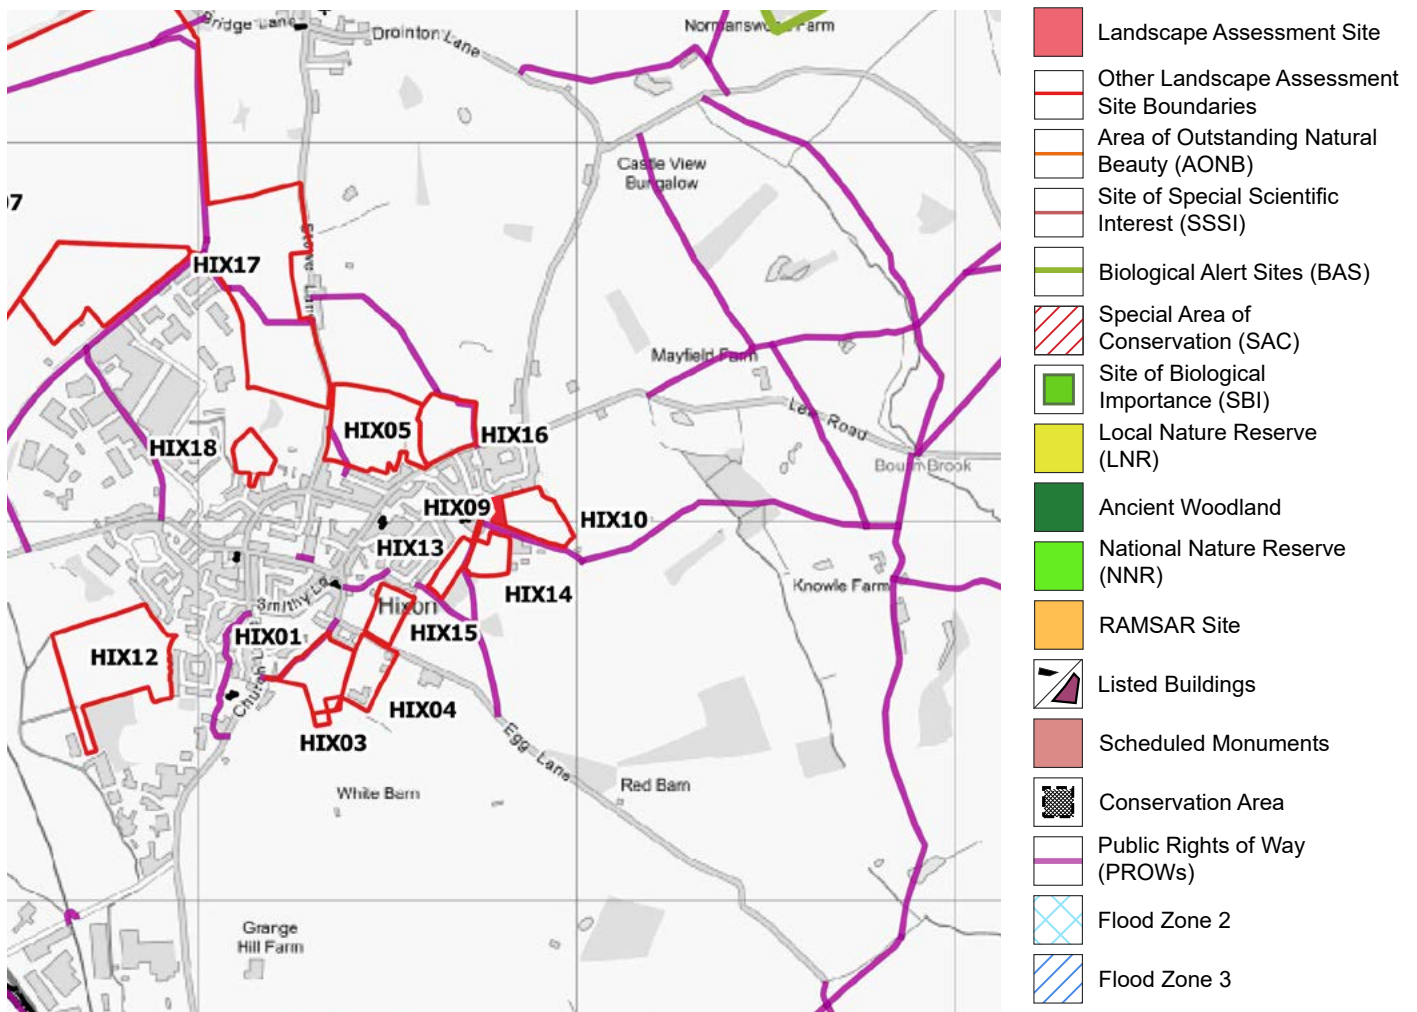 Bridge Lane
Drointon Lane
Normanswood Farm
Castle View
Bungalow
Stowe Lane
HIX17
Mayfield Farm
Lea Road
HIX05
HIX16
HIX18
Bourn Brook
HIX09
HIX10
HIX13
HIX14
Knowle Farm
Smithy La
Hixon
HIX15
HIX01
HIX12
Church
HIX04
HIX03
Egg Lane
Red Barn
White Barn
Grange
Hill Farm
Landscape Assessment Site
Other Landscape Assessment
Site Boundaries
Area of Outstanding Natural
Beauty (AONB)
Site of Special Scientific
Interest (SSSI)
Biological Alert Sites (BAS)
Special Area of
Conservation (SAC)
Site of Biological
Importance (SBI)
Local Nature Reserve
(LNR)
Ancient Woodland
National Nature Reserve
(NNR)
RAMSAR Site
Listed Buildings
Scheduled Monuments
Conservation Area
Public Rights of Way
(PROWs)
Flood Zone 2
Flood Zone 3